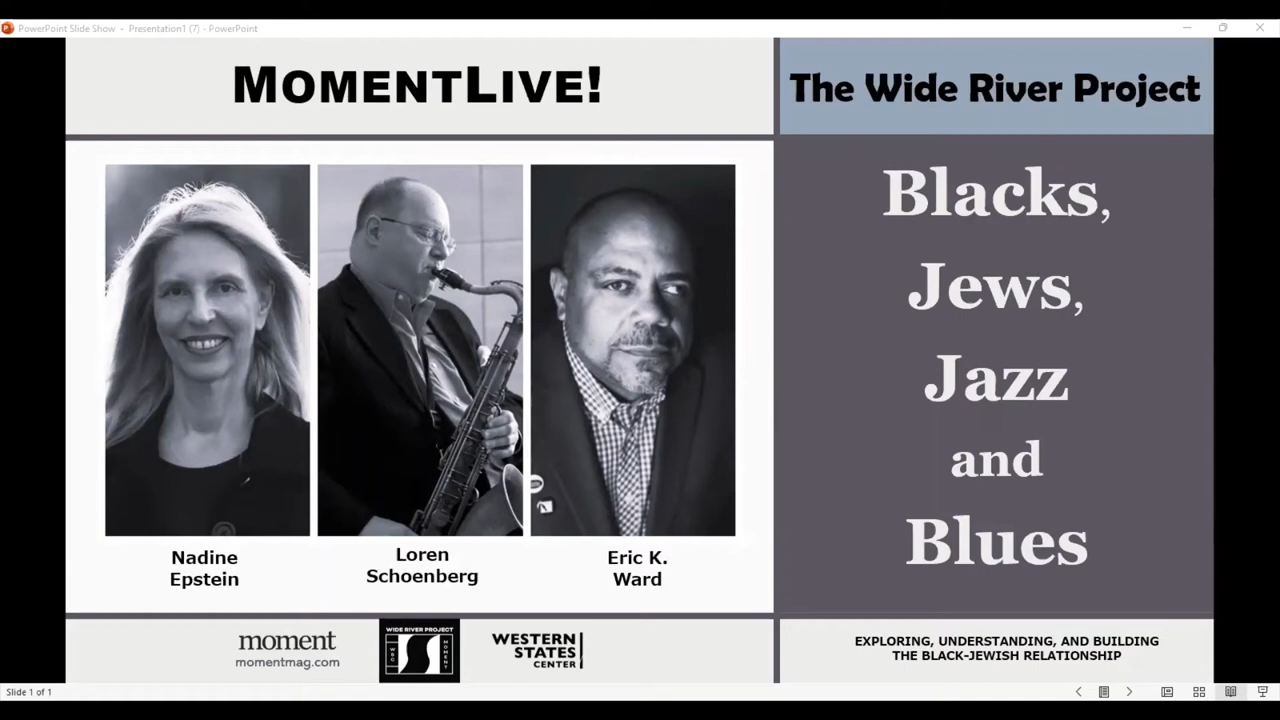 PowerPoint Slide Show - Presentation1 (7) - PowerPoint
MOMENTLIVE!
The Wide River Project
Blacks,
Jews,
Jazz
and
Blues
Nadine
Epstein
Loren
Schoenberg
Eric K.
Ward
moment
momentmag.com
WIDE RIVER PROJECT
WSC
MOMENT
WESTERN
STATES
CENTER
EXPLORING, UNDERSTANDING, AND BUILDING
THE BLACK-JEWISH RELATIONSHIP
Slide 1 of 1